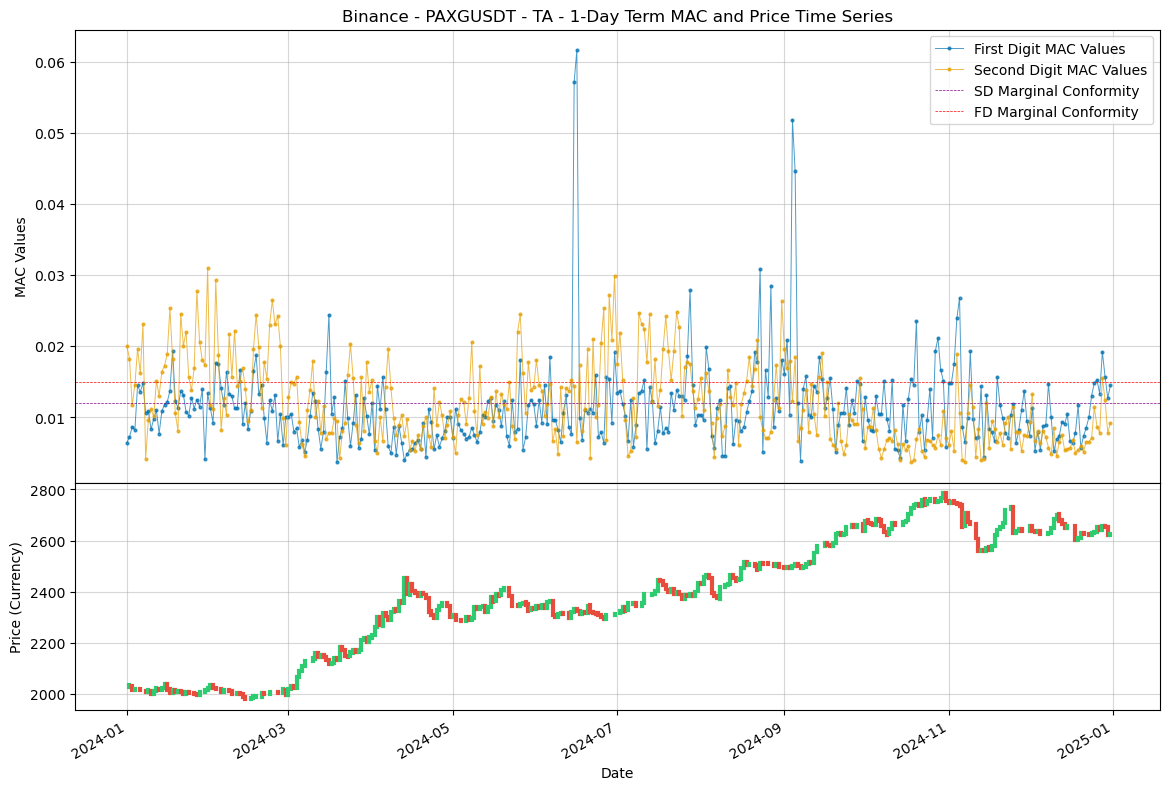 Binance - PAXGUSDT - TA - 1-Day Term MAC and Price Time Series
First Digit MAC Values
Second Digit MAC Values
SD Marginal Conformity
FD Marginal Conformity
MAC Values
0.06
0.05
0.04
0.03
0.02
0.01
Price (Currency)
2800
2600
2400
2200
2000
2024-01
2024-03
2024-05
2024-07
2024-09
2024-11
2025-01
Date